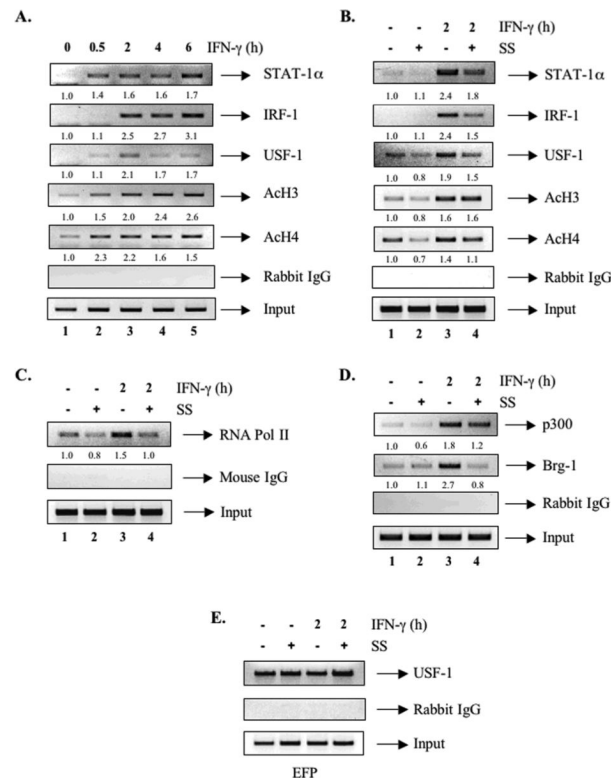 A.
0 0.5 2 4 6 IFN-γ (h)
STAT-1α
1.0 1.4 1.6 1.6 1.7
IRF-1
1.0 1.1 2.5 2.7 3.1
USF-1
1.0 1.1 2.1 1.7 1.7
AcH3
1.0 1.5 2.0 2.4 2.6
AcH4
1.0 2.3 2.2 1.6 1.5
Rabbit IgG
Input
1 2 3 4 5
B.
- - 2 2 IFN-γ (h)
- + - + SS
STAT-1α
1.0 1.1 2.4 1.8
IRF-1
1.0 1.1 2.4 1.5
USF-1
1.0 0.8 1.9 1.5
AcH3
1.0 0.8 1.6 1.6
AcH4
1.0 0.7 1.4 1.1
Rabbit IgG
Input
1 2 3 4
C.
- - 2 2 IFN-γ (h)
- + - + SS
RNA Pol II
1.0 0.8 1.5 1.0
Mouse IgG
Input
1 2 3 4
D.
- - 2 2 IFN-γ (h)
- + - + SS
p300
1.0 0.6 1.8 1.2
Brg-1
1.0 1.1 2.7 0.8
Rabbit IgG
Input
1 2 3 4
E.
- - 2 2 IFN-γ (h)
- + - + SS
USF-1
Rabbit IgG
Input
EFP